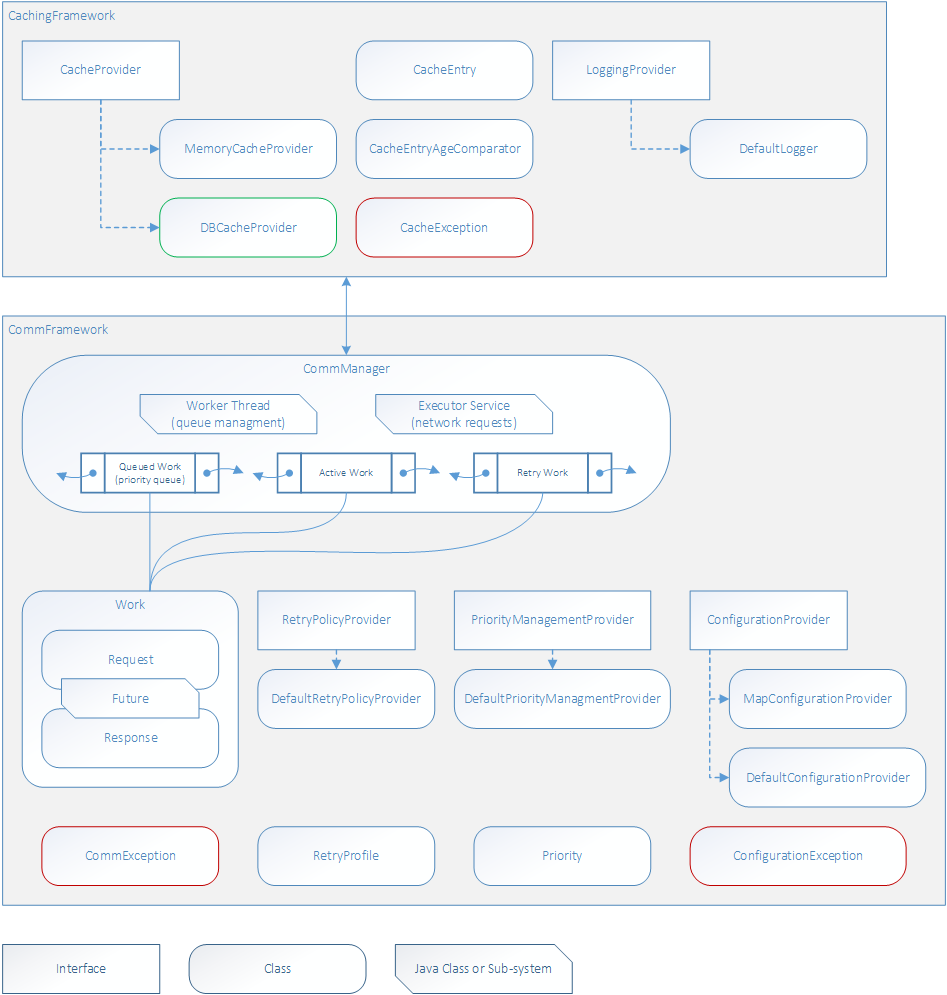 CachingFramework
CacheProvider
CacheEntry
LoggingProvider
MemoryCacheProvider
CacheEntryAgeComparator
DefaultLogger
DBCacheProvider
CacheException
CommFramework
CommManager
Worker Thread
(queue managment)
Executor Service
(network requests)
Queued Work
(priority queue)
Active Work
Retry Work
Work
Request
Future
Response
RetryPolicyProvider
PriorityManagementProvider
ConfigurationProvider
DefaultRetryPolicyProvider
DefaultPriorityManagmentProvider
MapConfigurationProvider
DefaultConfigurationProvider
CommException
RetryProfile
Priority
ConfigurationException
Interface
Class
Java Class or Sub-system